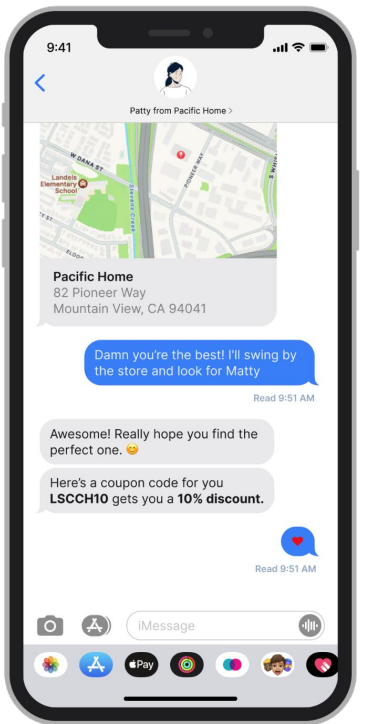 9:41
Patty from Pacific Home >
W DANA ST
Landels
Elementary
School
Stevens Creek
PIONEER WAY
Pacific Home
82 Pioneer Way
Mountain View, CA 94041
Damn you're the best! I'll swing by
the store and look for Matty
Read 9:51 AM
Awesome! Really hope you find the
perfect one. 😊
Here's a coupon code for you
LSCCH10 gets you a 10% discount.
Read 9:51 AM
iMessage
Pay